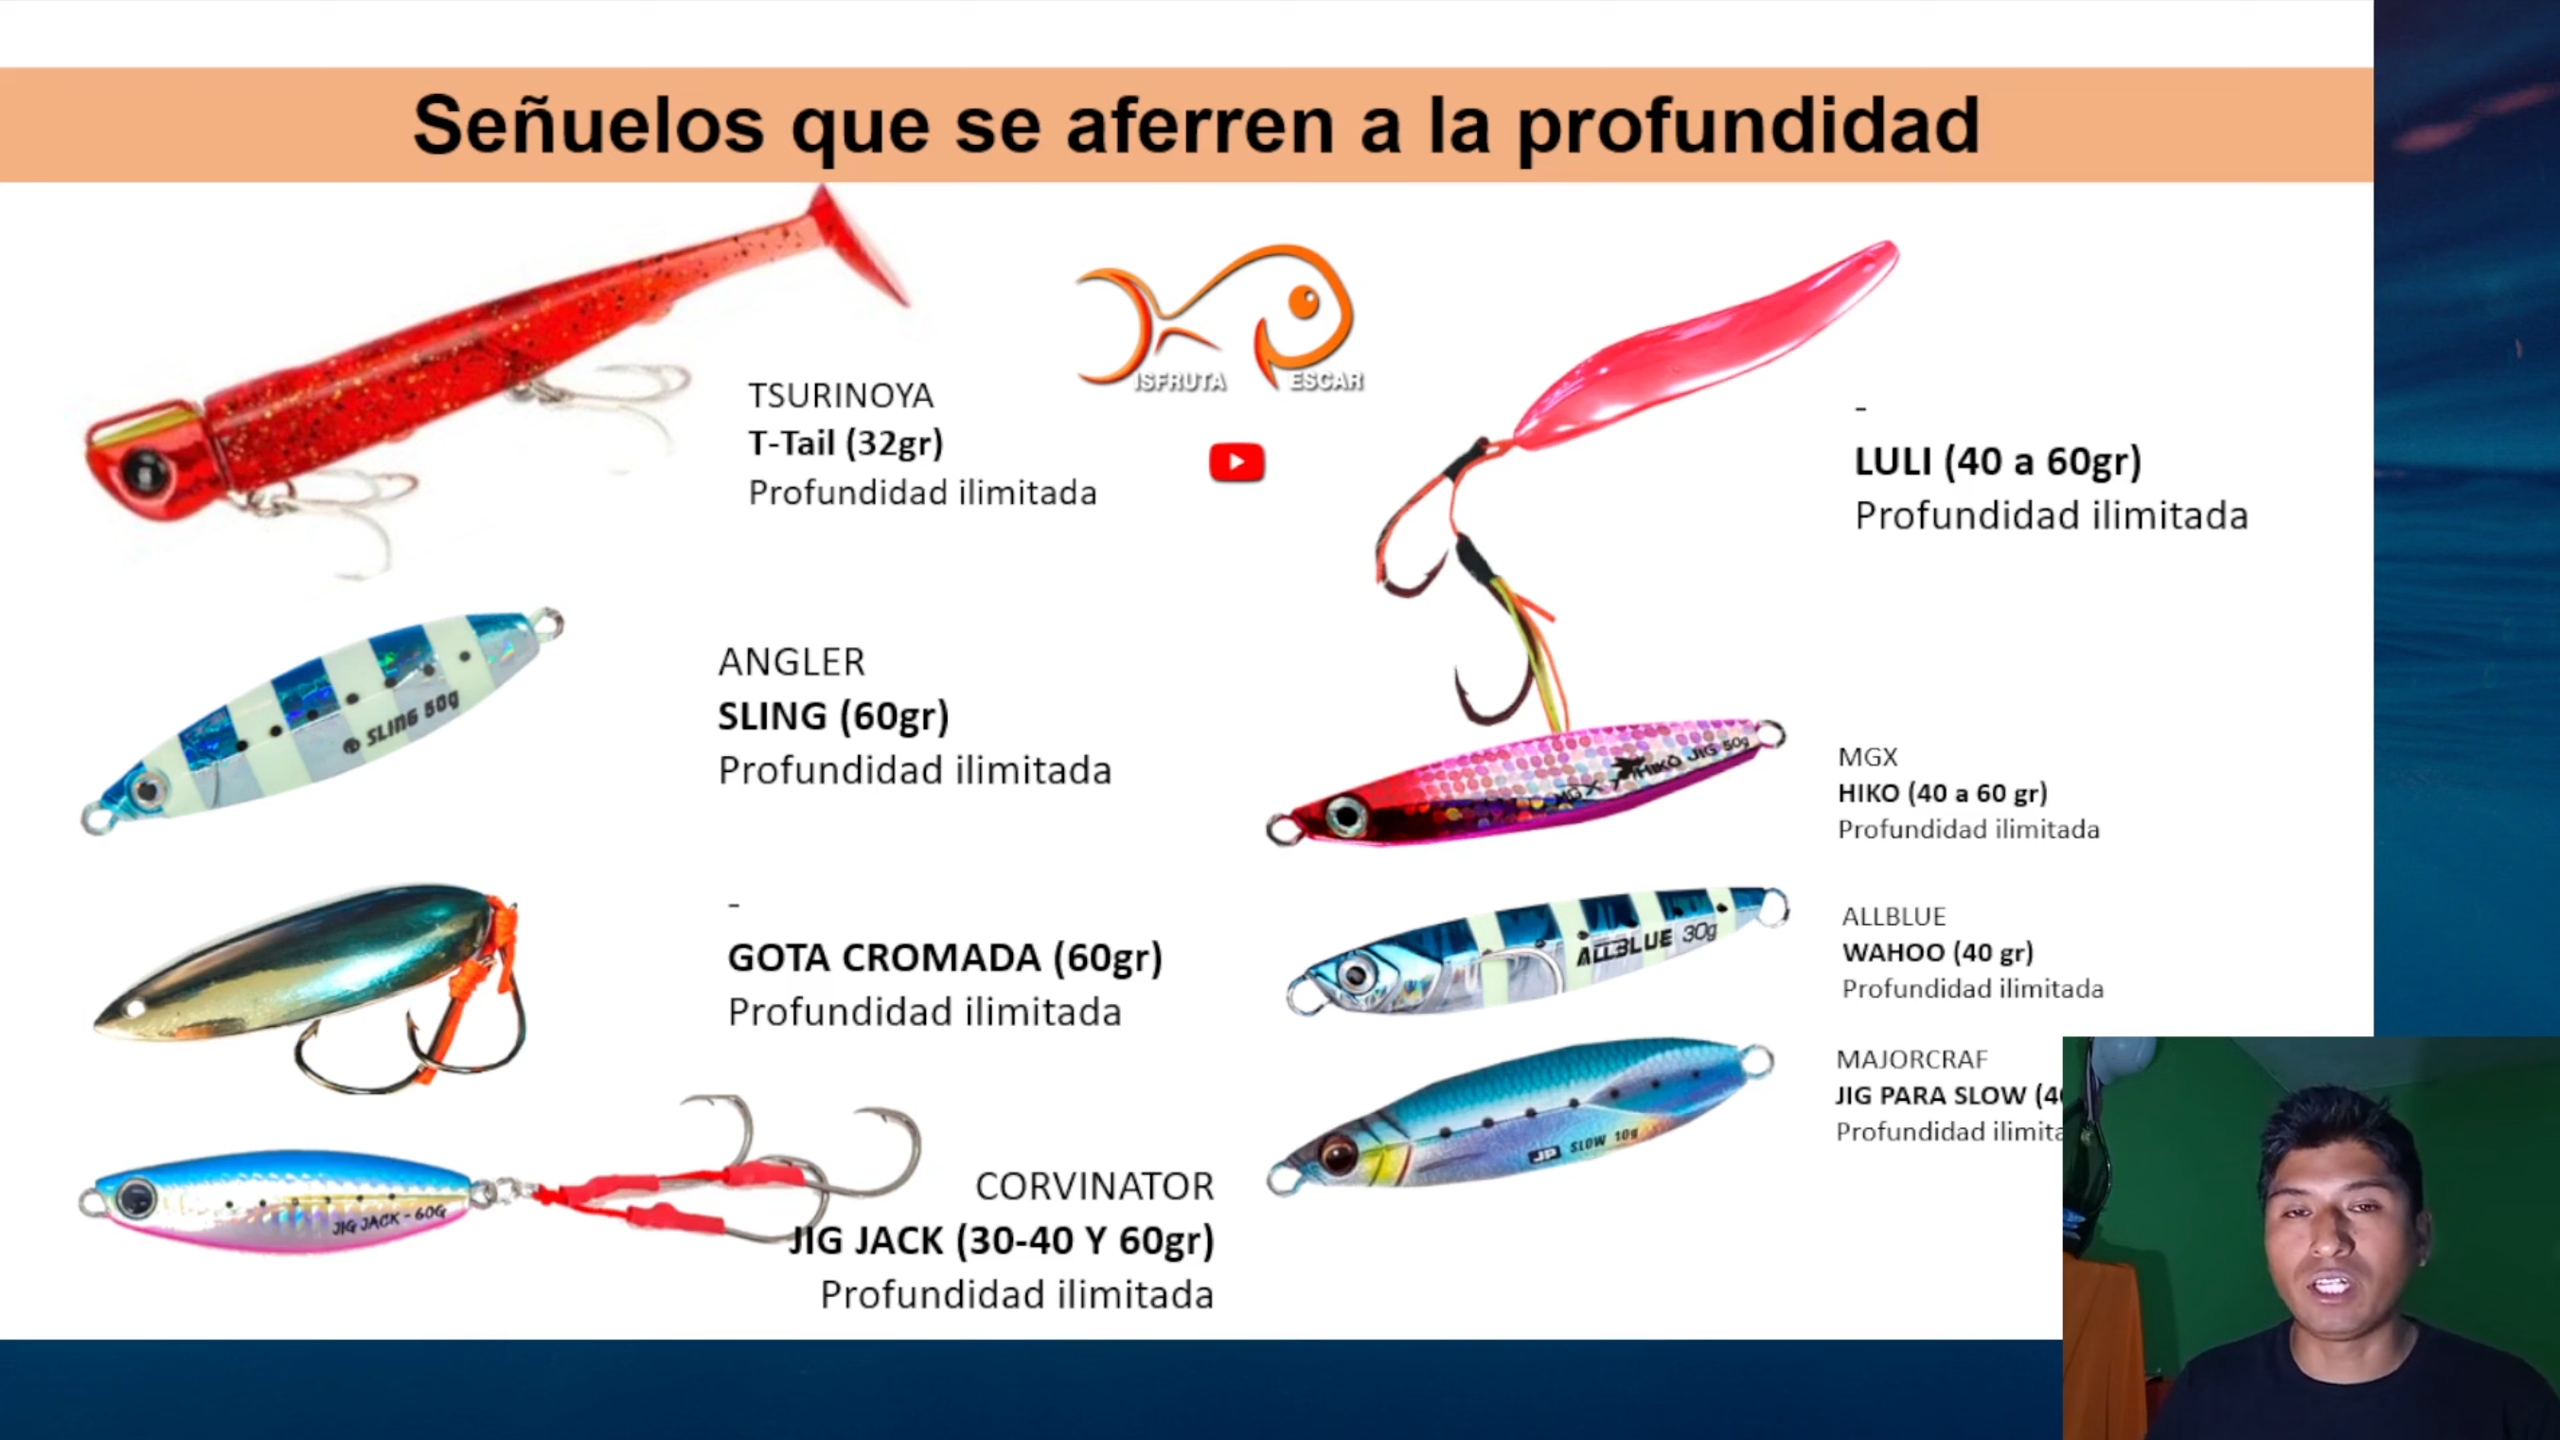 Señuelos que se aferren a la profundidad
TSURINOYA
T-Tail (32gr)
Profundidad ilimitada
ISFRUTA ESCAR
-
LULI (40 a 60gr)
Profundidad ilimitada
ANGLER
SLING (60gr)
Profundidad ilimitada
SLING 60g
MGX
HIKO (40 a 60 gr)
Profundidad ilimitada
MGX HIKO JIG 50g
-
GOTA CROMADA (60gr)
Profundidad ilimitada
ALLBLUE
WAHOO (40 gr)
Profundidad ilimitada
ALLBLUE 30g
CORVINATOR
JIG JACK (30-40 Y 60gr)
Profundidad ilimitada
JIG JACK - 60G
MAJORCRAF
JIG PARA SLOW (4
Profundidad ilimita
JP SLOW 10g